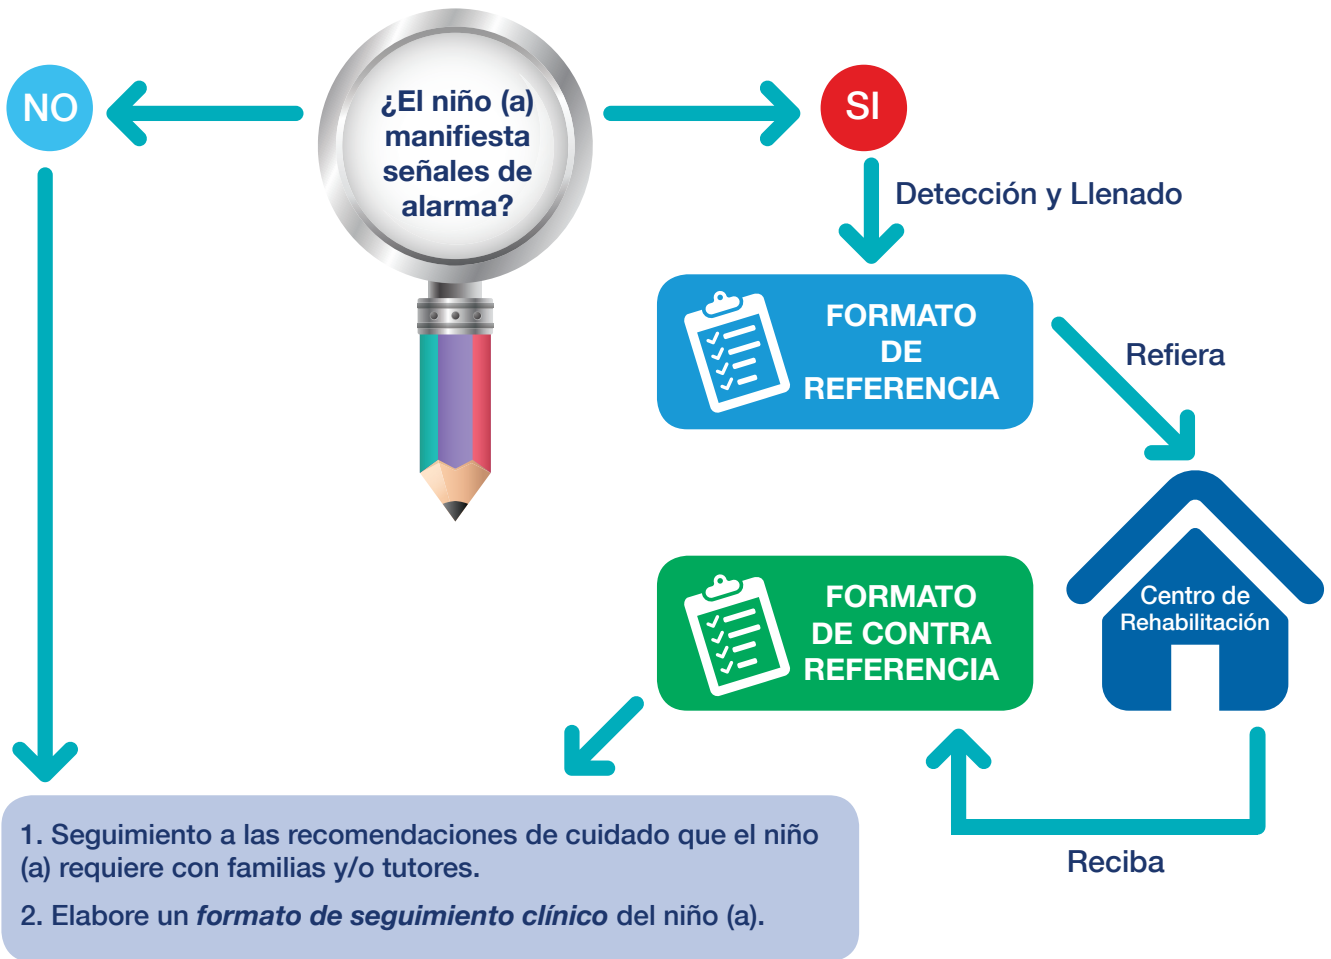 NO
¿El niño (a)
manifiesta
señales de
alarma?
SI
Detección y Llenado
FORMATO
DE
REFERENCIA
Refiera
Centro de
Rehabilitación
FORMATO
DE CONTRA
REFERENCIA
Reciba
1. Seguimiento a las recomendaciones de cuidado que el niño
(a) requiere con familias y/o tutores.
2. Elabore un formato de seguimiento clínico del niño (a).